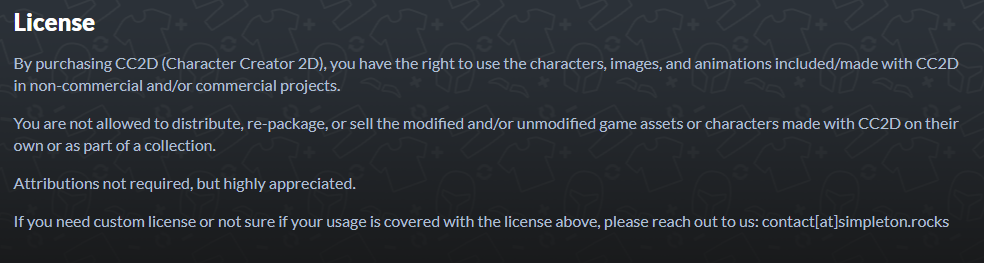 License
By purchasing CC2D (Character Creator 2D), you have the right to use the characters, images, and animations included/made with CC2D
in non-commercial and/or commercial projects.
You are not allowed to distribute, re-package, or sell the modified and/or unmodified game assets or characters made with CC2D on their
own or as part of a collection.
Attributions not required, but highly appreciated.
If you need custom license or not sure if your usage is covered with the license above, please reach out to us: contact[at]simpleton.rocks